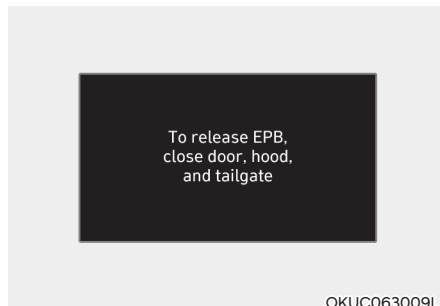 To release EPB,
close door, hood,
and tailgate
OKUC063009L